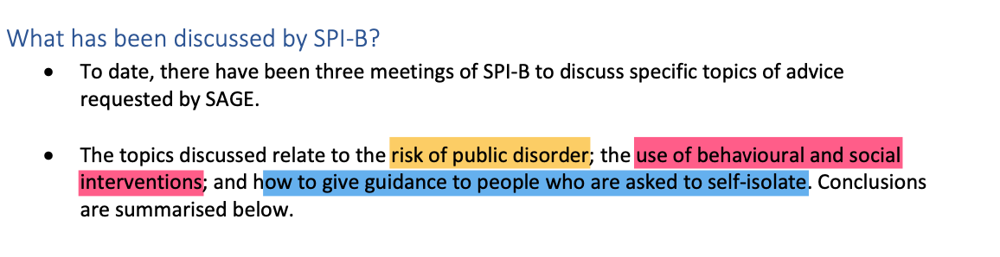 What has been discussed by SPI-B?
• To date, there have been three meetings of SPI-B to discuss specific topics of advice
requested by SAGE.
• The topics discussed relate to the risk of public disorder; the use of behavioural and social
interventions; and how to give guidance to people who are asked to self-isolate. Conclusions
are summarised below.